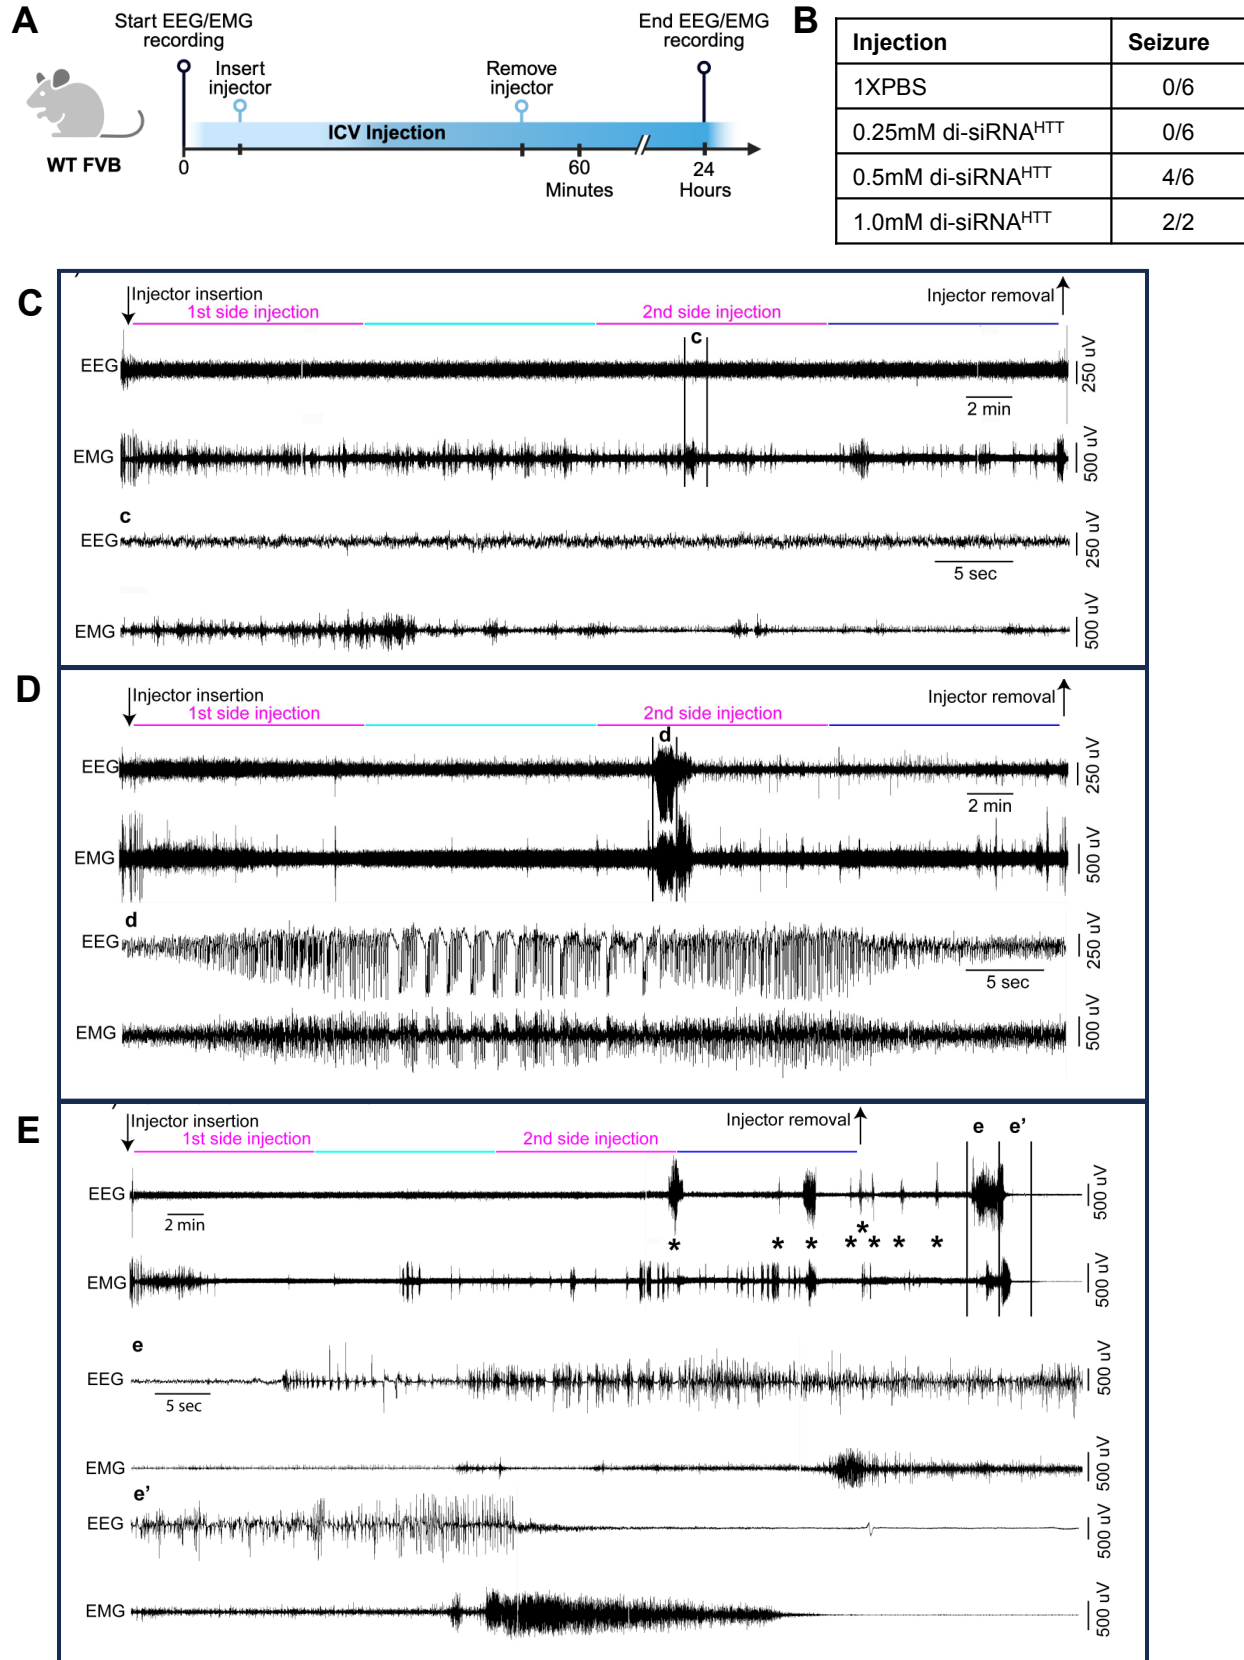 A
Start EEG/EMG
recording
End EEG/EMG
recording
Insert
injector
Remove
injector
ICV Injection
WT FVB
0
60
24
Minutes
Hours
B
Injection Seizure
1XPBS 0/6
0.25mM di-siRNA^HTT 0/6
0.5mM di-siRNA^HTT 4/6
1.0mM di-siRNA^HTT 2/2
C
Injector insertion
Injector removal
1st side injection
2nd side injection
c
EEG
250 uV
2 min
EMG
500 uV
c
EEG
250 uV
5 sec
EMG
500 uV
D
Injector insertion
Injector removal
1st side injection
2nd side injection
d
EEG
250 uV
2 min
EMG
500 uV
d
EEG
250 uV
5 sec
EMG
500 uV
E
Injector insertion
Injector removal
1st side injection
2nd side injection
e
e’
EEG
500 uV
2 min
*
* * * * * * *
EMG
500 uV
e
EEG
500 uV
5 sec
EMG
500 uV
e’
EEG
500 uV
EMG
500 uV